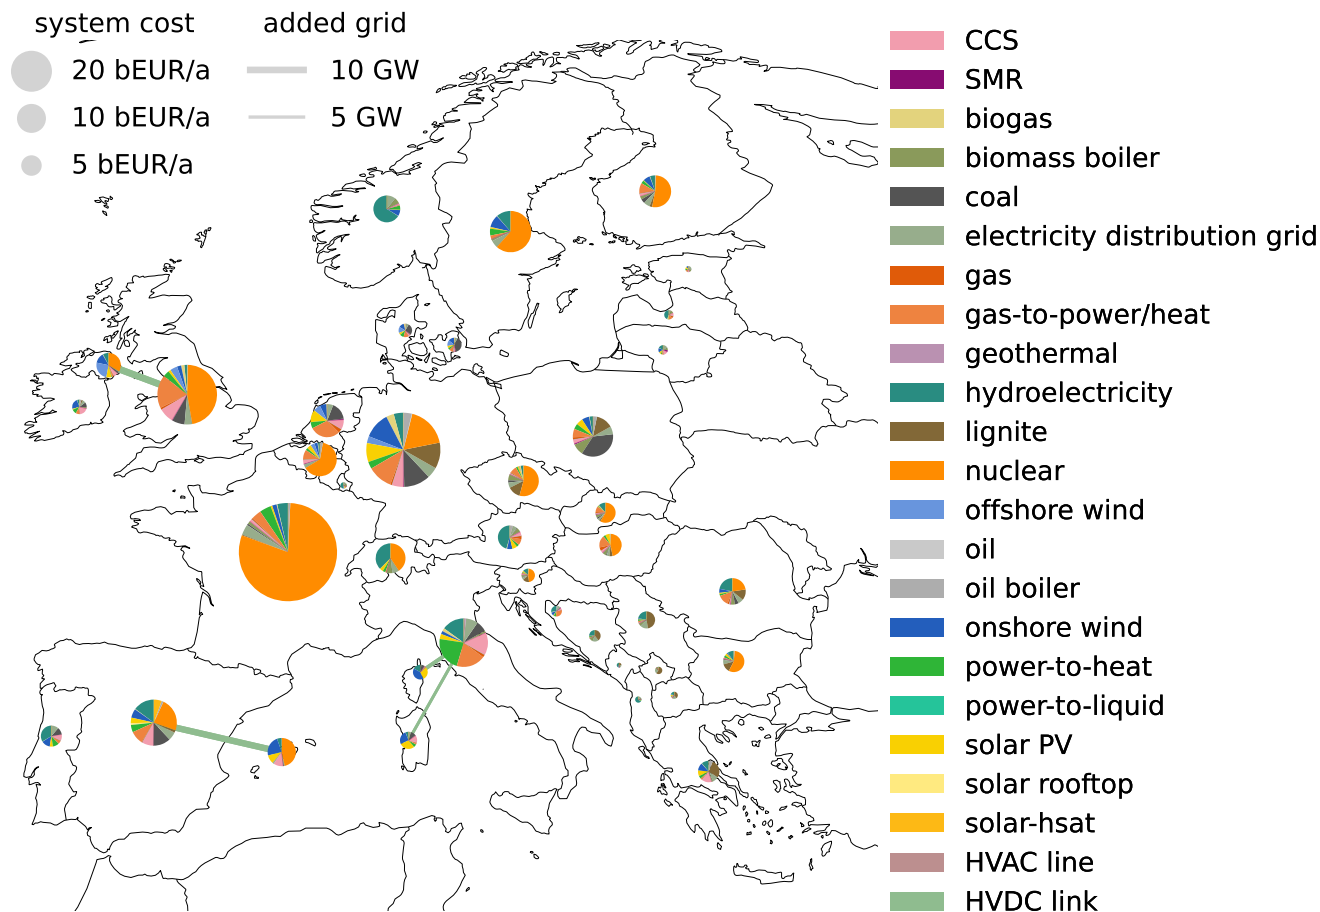 system cost
added grid
20 bEUR/a
10 GW
10 bEUR/a
5 GW
5 bEUR/a
CCS
SMR
biogas
biomass boiler
coal
electricity distribution grid
gas
gas-to-power/heat
geothermal
hydroelectricity
lignite
nuclear
offshore wind
oil
oil boiler
onshore wind
power-to-heat
power-to-liquid
solar PV
solar rooftop
solar-hsat
HVAC line
HVDC link